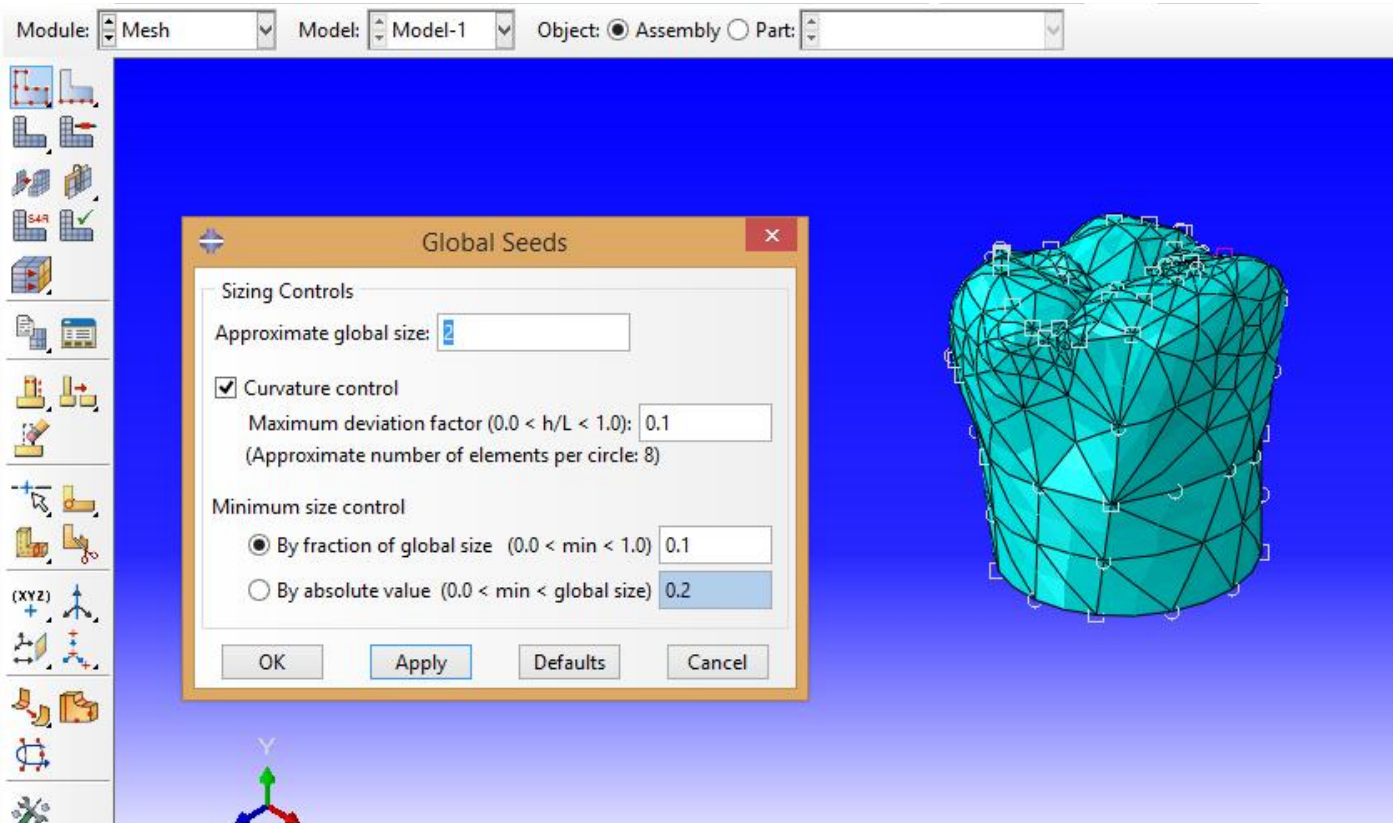 Module: Mesh Model: Model-1 Object: Assembly Part:
S4R
Global Seeds
Sizing Controls
Approximate global size: 2
Curvature control
Maximum deviation factor (0.0 < h/L < 1.0): 0.1
(Approximate number of elements per circle: 8)
Minimum size control
By fraction of global size (0.0 < min < 1.0) 0.1
By absolute value (0.0 < min < global size) 0.2
OK Apply Defaults Cancel
(XYZ)
Y